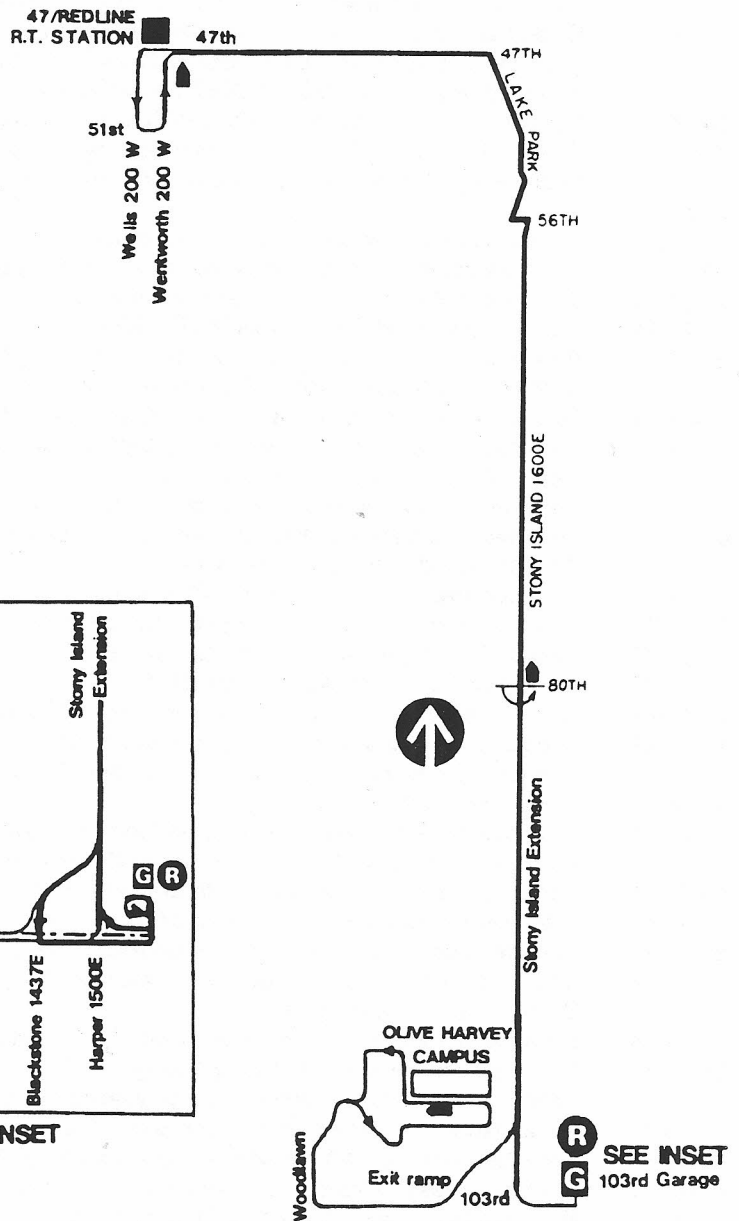 47/REDLINE
R.T. STATION
47th
47TH
LAKE PARK
51st
Wells 200 W
Wentworth 200 W
56TH
STONY ISLAND 1600E
80TH
Stony Island Extension
Stony Island
Extension
G R
2
Blackstone 1437E
Harper 1500E
NSET
OLIVE HARVEY
CAMPUS
Woodlawn
Exit ramp
103rd
R
SEE INSET
G
103rd Garage